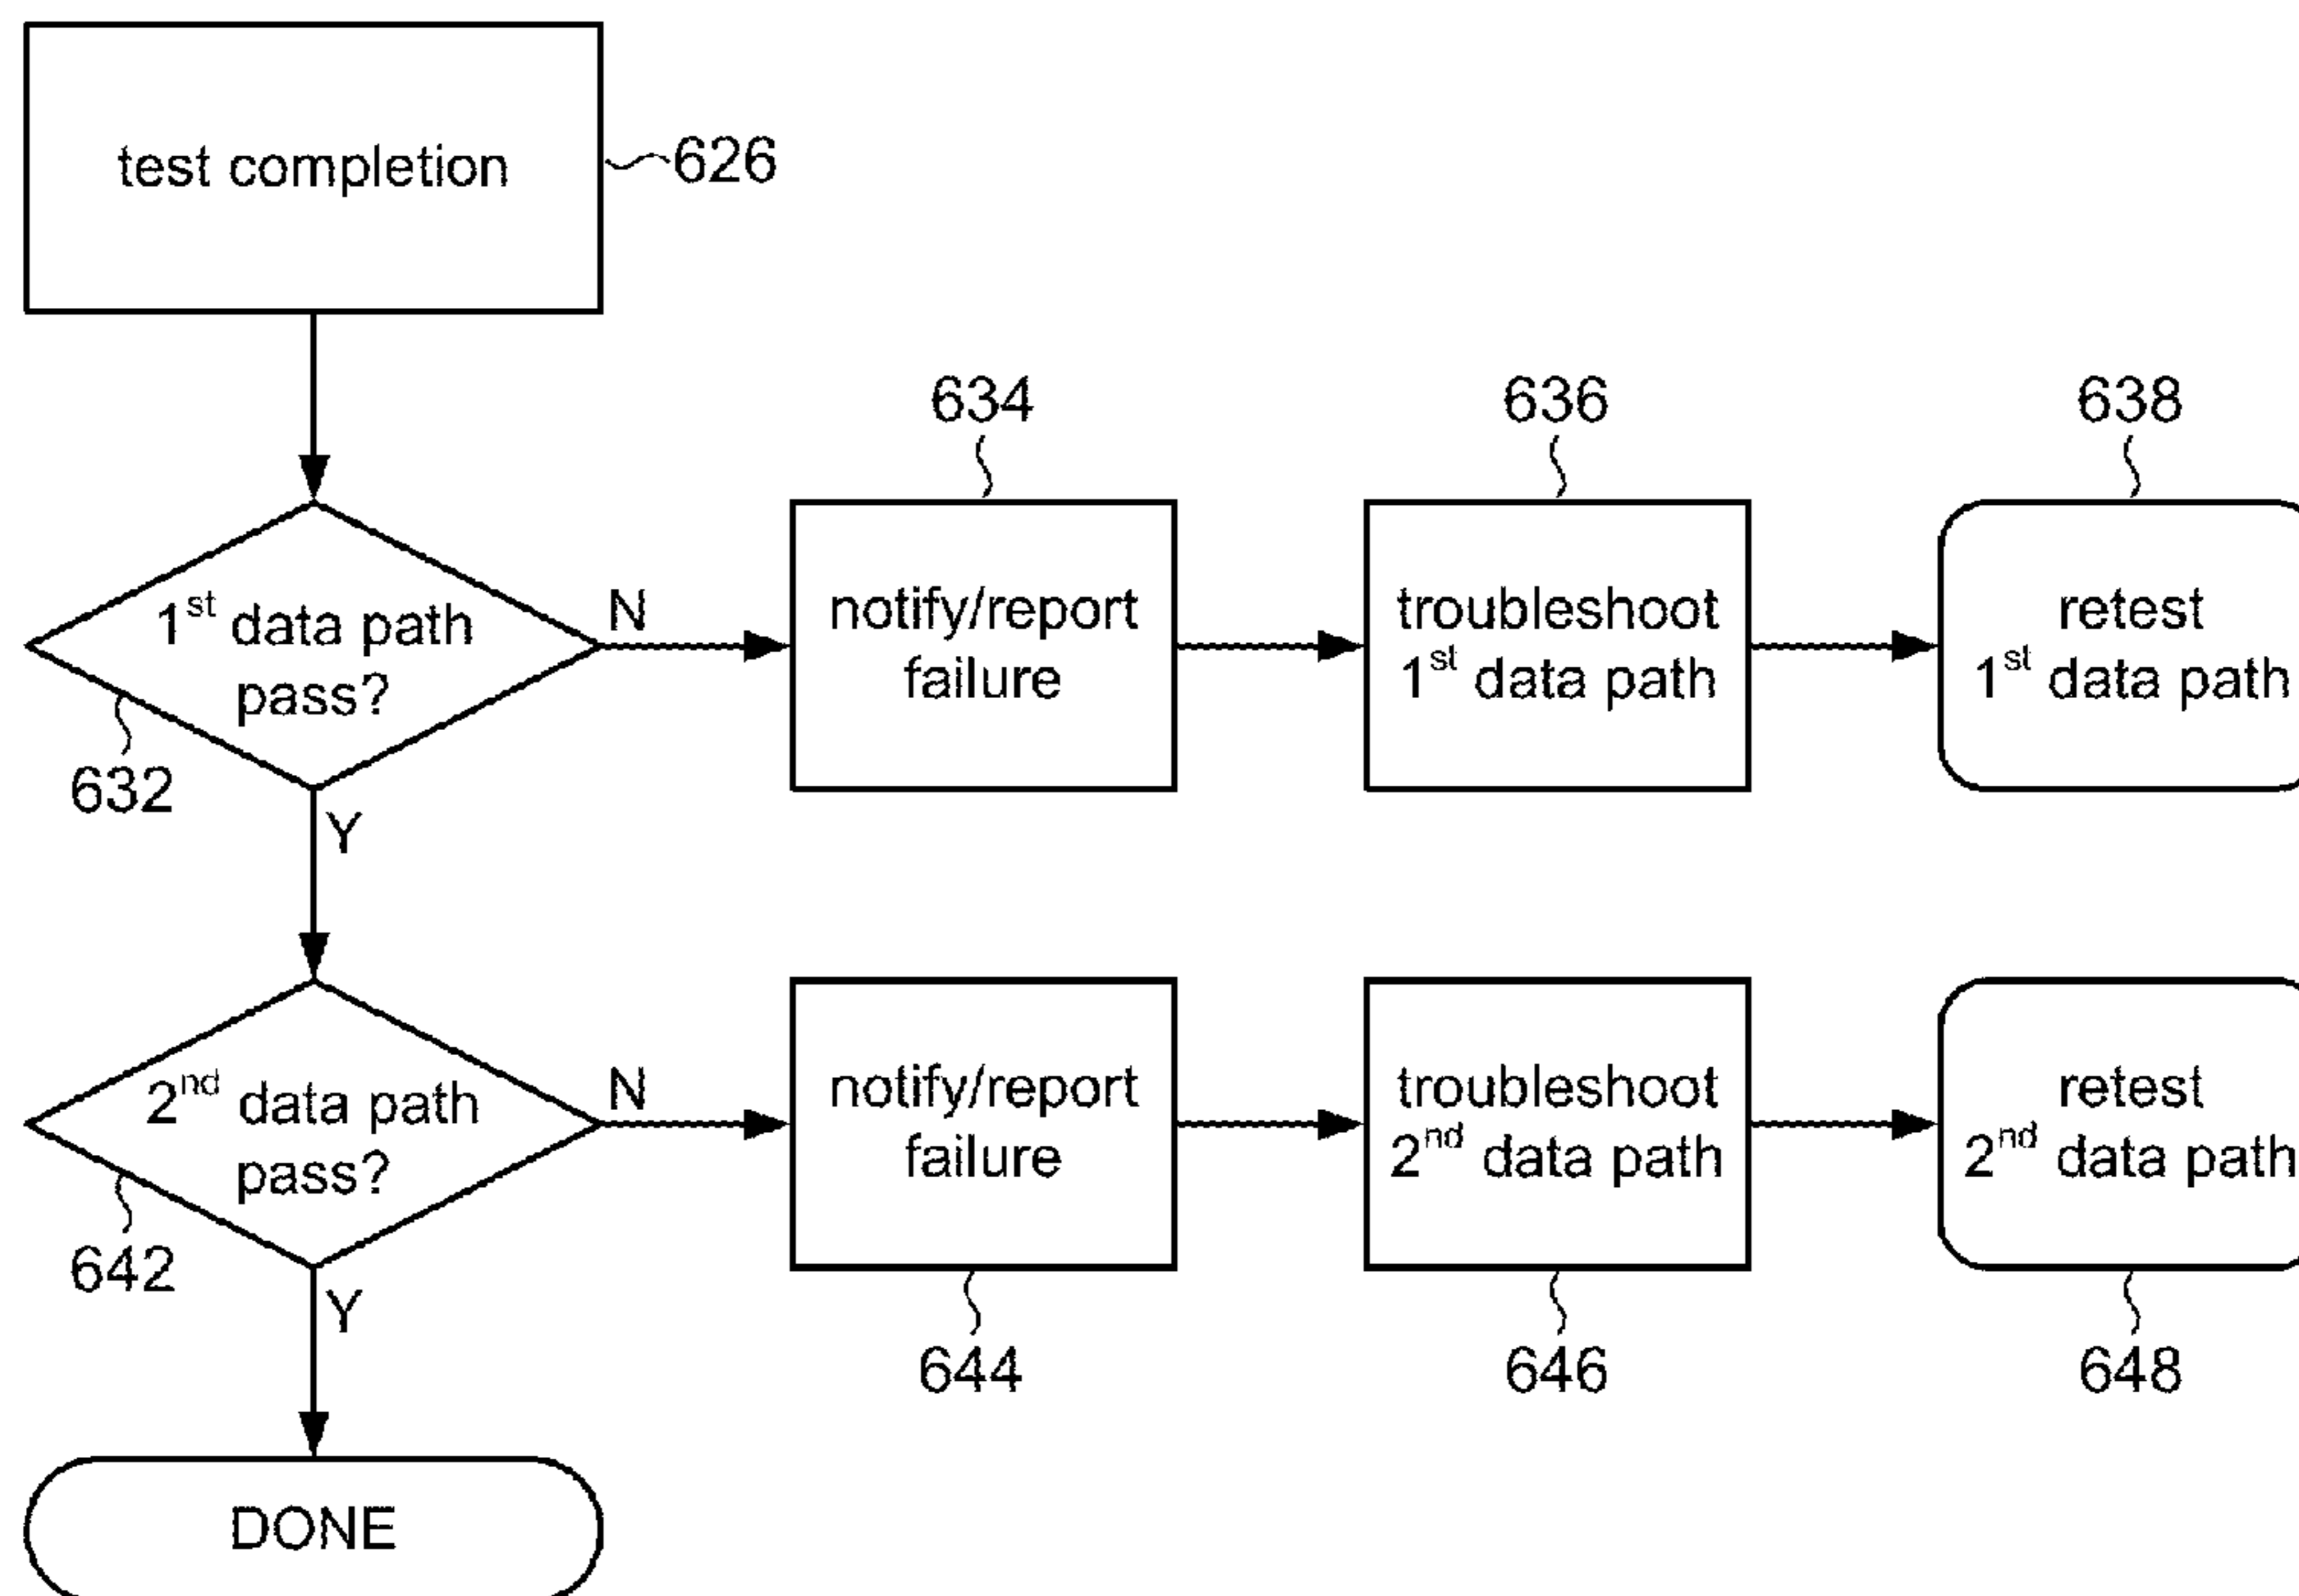 test completion
626
634
636
638
1st data path
pass?
632
N
notify/report
failure
troubleshoot
1st data path
retest
1st data path
Y
2nd data path
pass?
642
N
notify/report
failure
troubleshoot
2nd data path
retest
2nd data path
644
646
648
Y
DONE